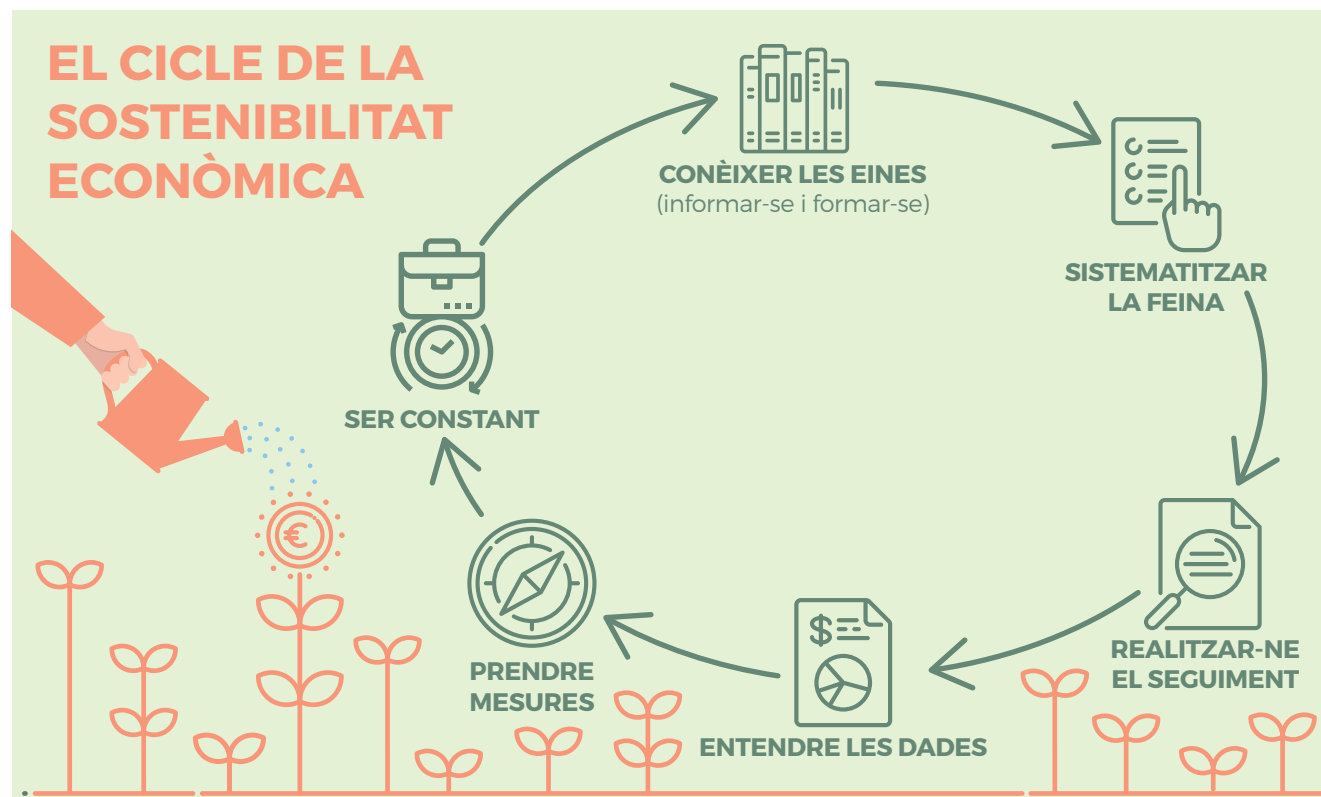 EL CICLE DE LA
SOSTENIBILITAT
ECONÒMICA
CONÈIXER LES EINES
(informar-se i formar-se)
SISTEMATITZAR
LA FEINA
REALITZAR-NE
EL SEGUIMENT
ENTENDRE LES DADES
$
PRENDRE
MESURES
SER CONSTANT
€